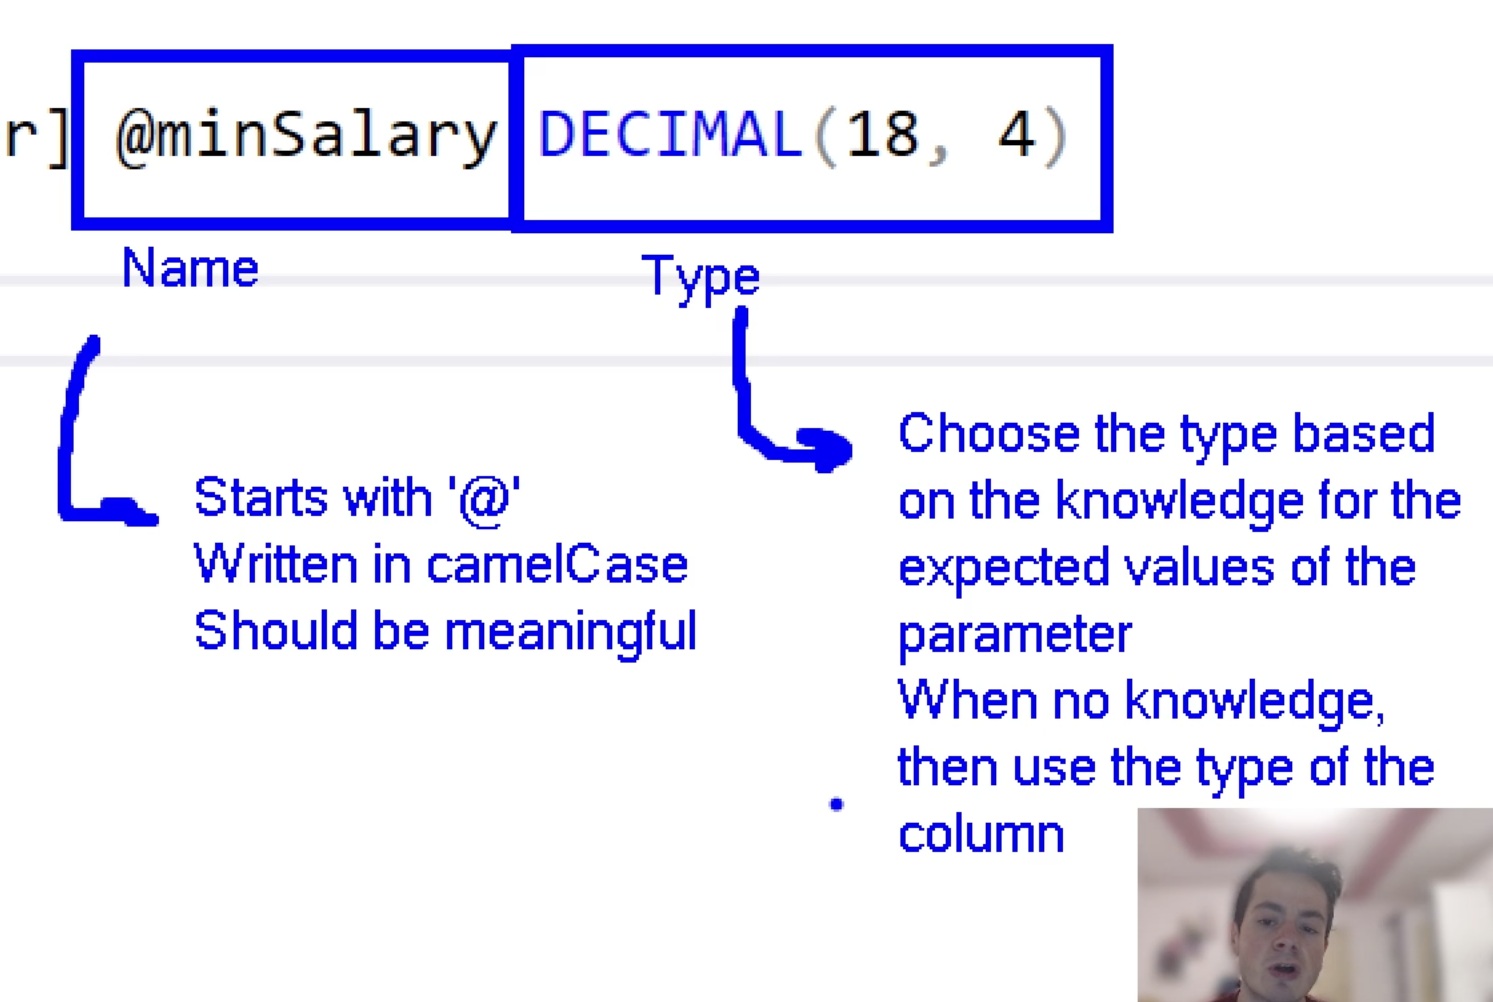 r] @minSalary DECIMAL(18, 4)
Name
Type
Starts with '@'
Written in camelCase
Should be meaningful
Choose the type based
on the knowledge for the
expected values of the
parameter
When no knowledge,
then use the type of the
column